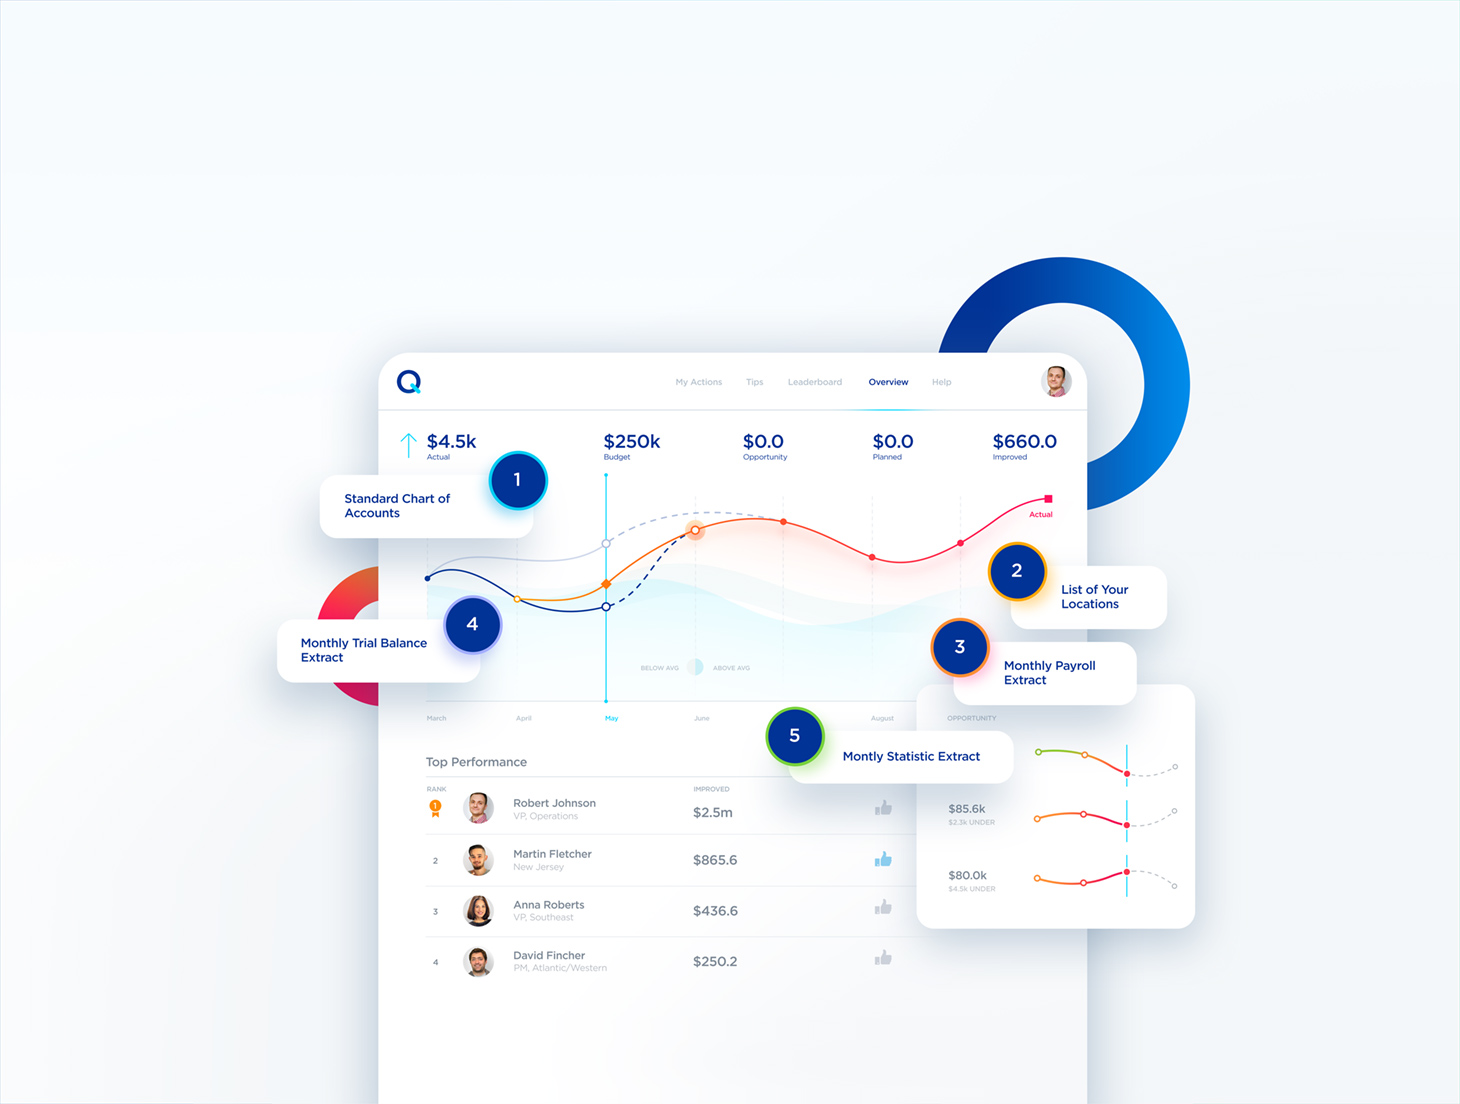 Q
My Actions
Tips
Leaderboard
Overview
Help
$4.5k
Actual
$250k
Budget
$0.0
Opportunity
$0.0
Planned
$660.0
Improved
1
Standard Chart of
Accounts
Actual
2
List of Your
Locations
4
Monthly Trial Balance
Extract
3
Monthly Payroll
Extract
BELOW AVG
ABOVE AVG
March
April
May
June
August
OPPORTUNITY
5
Montly Statistic Extract
Top Performance
RANK
IMPROVED
1
Robert Johnson
VP, Operations
$2.5m
$85.6k
$2.3k UNDER
2
Martin Fletcher
New Jersey
$865.6
$80.0k
$4.5k UNDER
3
Anna Roberts
VP, Southeast
$436.6
4
David Fincher
PM, Atlantic/Western
$250.2